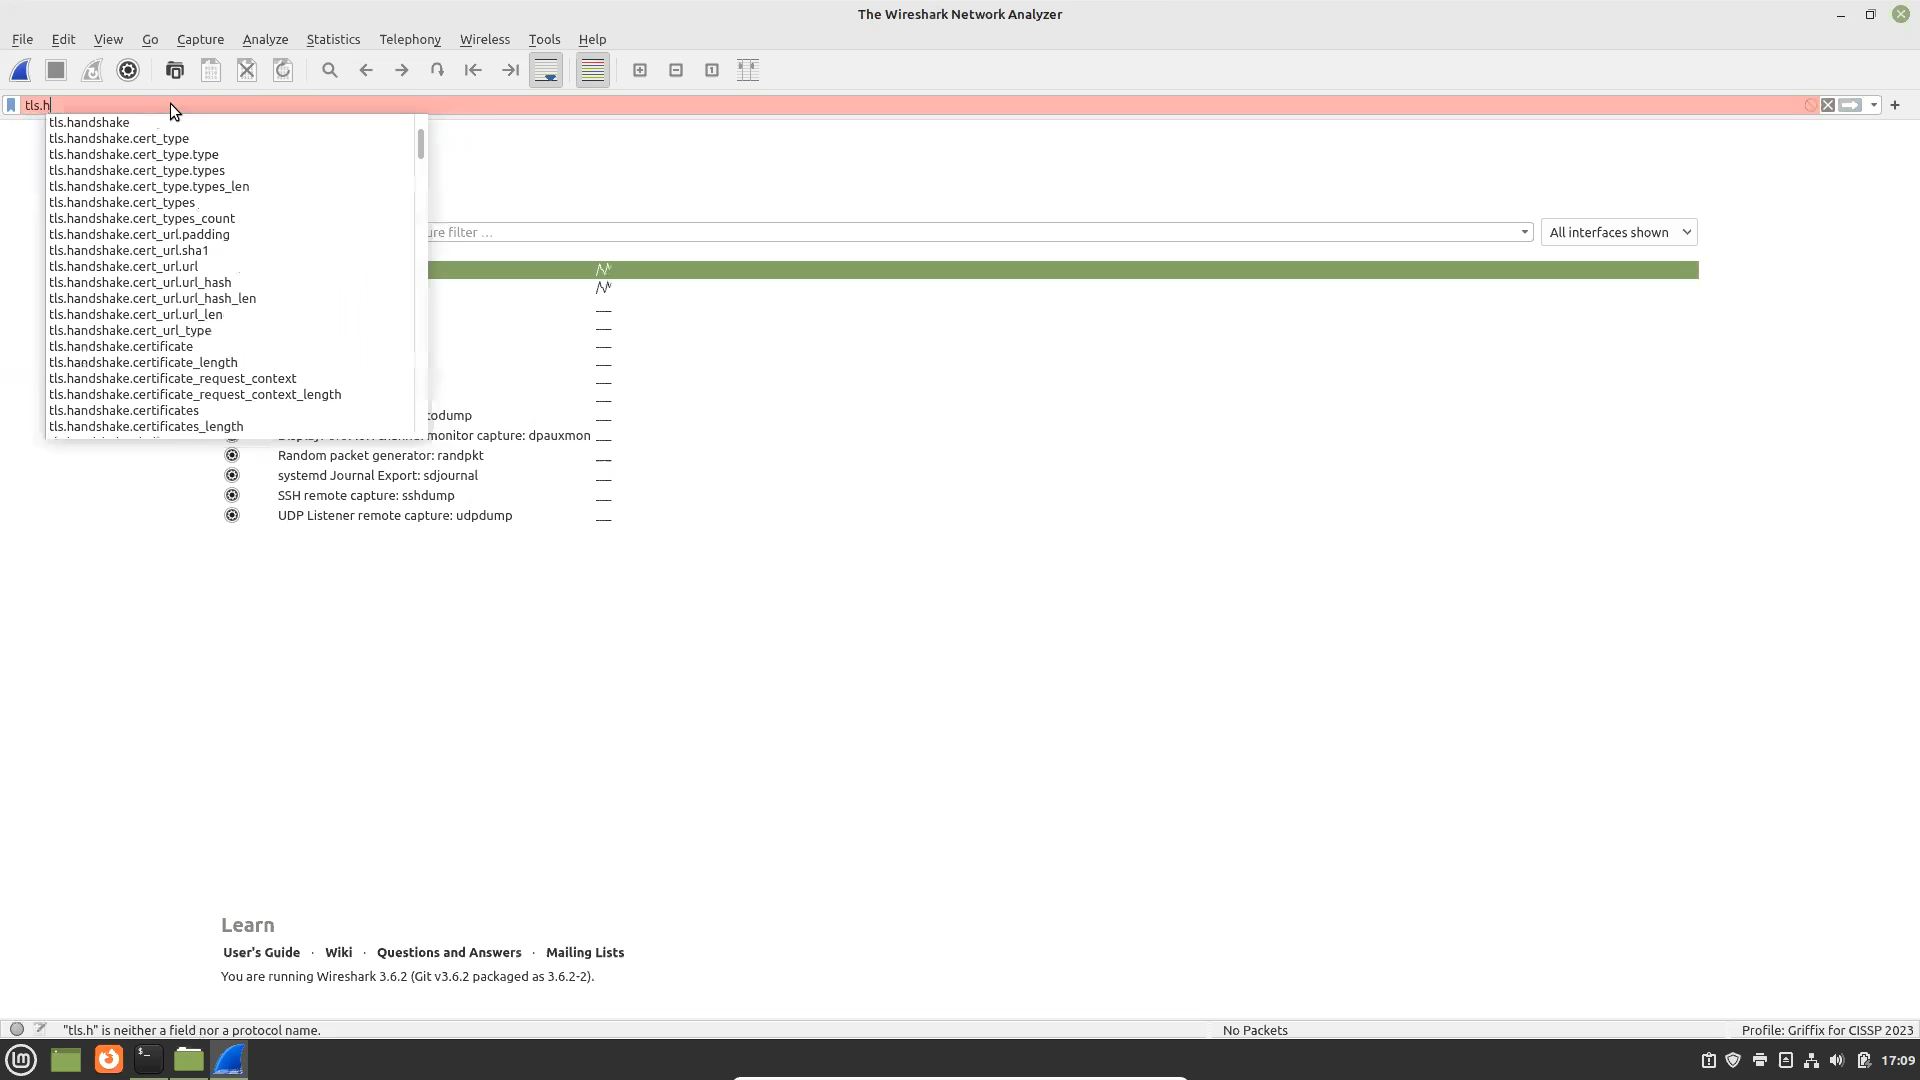 The Wireshark Network Analyzer
File Edit View Go Capture Analyze Statistics Telephony Wireless Tools Help
tls.h
tls.handshake
tls.handshake.cert_type
tls.handshake.cert_type.type
tls.handshake.cert_type.types
tls.handshake.cert_type.types_len
tls.handshake.cert_types
tls.handshake.cert_types_count
tls.handshake.cert_url.padding
tls.handshake.cert_url.sha1
tls.handshake.cert_url.url
tls.handshake.cert_url.url_hash
tls.handshake.cert_url.url_hash_len
tls.handshake.cert_url.url_len
tls.handshake.cert_url_type
tls.handshake.certificate
tls.handshake.certificate_length
tls.handshake.certificate_request_context
tls.handshake.certificate_request_context_length
tls.handshake.certificates
tls.handshake.certificates_length
ure filter …
All interfaces shown
todump
monitor capture: dpauxmon
Random packet generator: randpkt
systemd Journal Export: sdjournal
SSH remote capture: sshdump
UDP Listener remote capture: udpdump
Learn
User's Guide · Wiki · Questions and Answers · Mailing Lists
You are running Wireshark 3.6.2 (Git v3.6.2 packaged as 3.6.2-2).
"tls.h" is neither a field nor a protocol name.
No Packets
Profile: Griffix for CISSP 2023
17:09